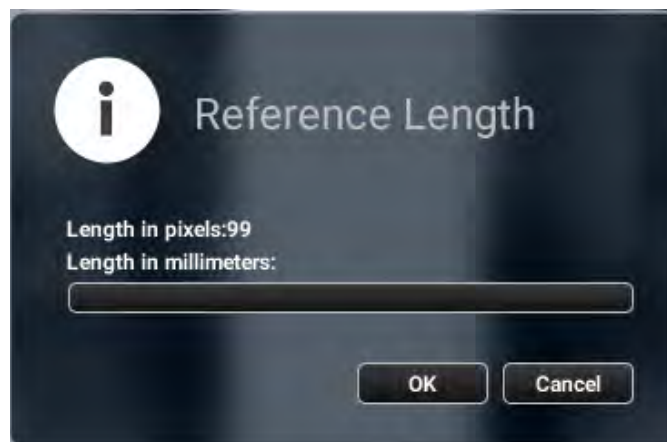 Reference Length
Length in pixels:99
Length in millimeters:
OK
Cancel